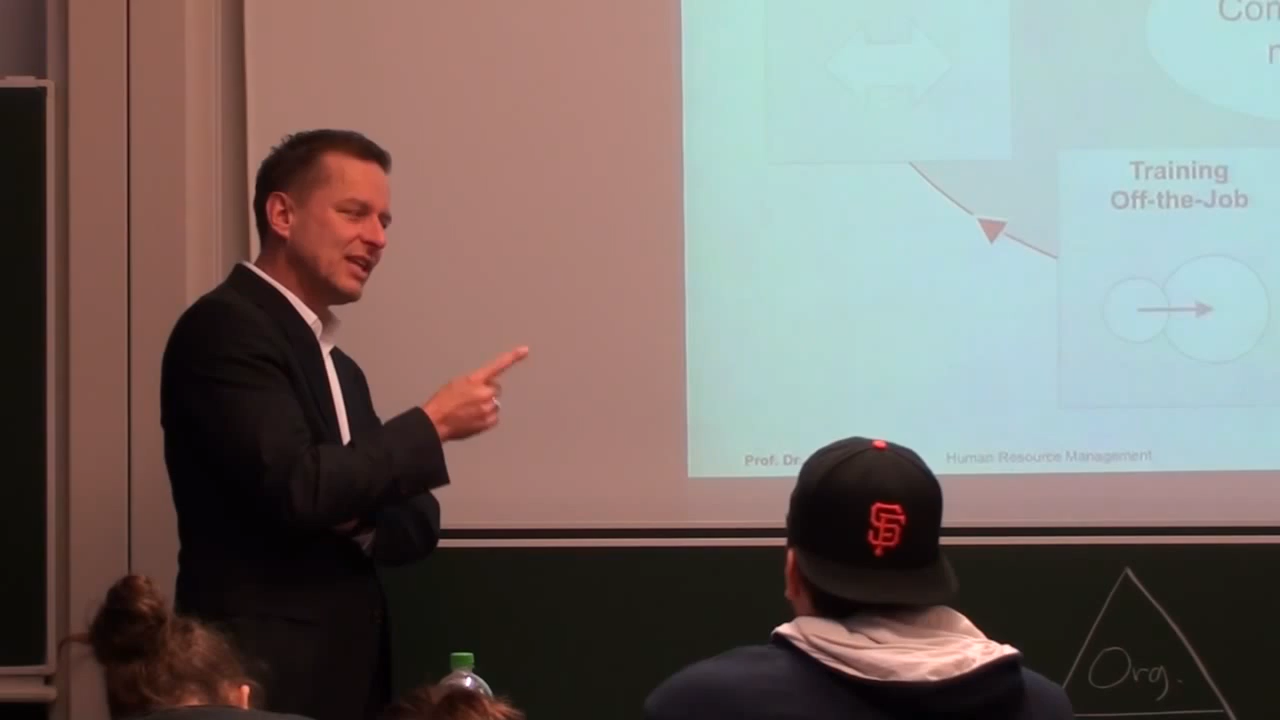 Training
Off-the-Job
Prof. Dr
Human Resource Management
SF
Org.